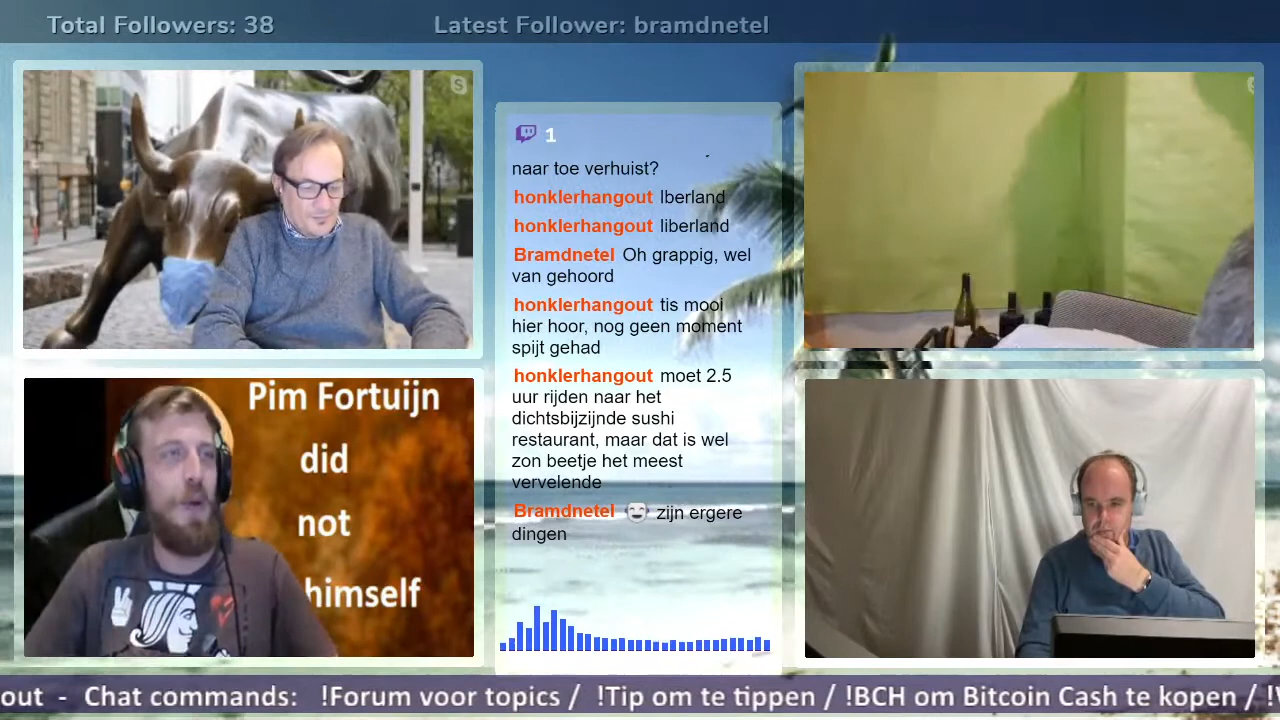 Total Followers: 38
Latest Follower: bramdnetel
1
naar toe verhuist?
honklerhangout lberland
honklerhangout liberland
Bramdnetel Oh grappig, wel
van gehoord
honklerhangout tis mooi
hier hoor, nog geen moment
spijt gehad
honklerhangout moet 2.5
uur rijden naar het
dichtsbijzijnde sushi
restaurant, maar dat is wel
zon beetje het meest
vervelende
Bramdnetel zijn ergere
dingen
Pim Fortuijn
did
not
himself
out - Chat commands: !Forum voor topics / !Tip om te tippen / !BCH om Bitcoin Cash te kopen /